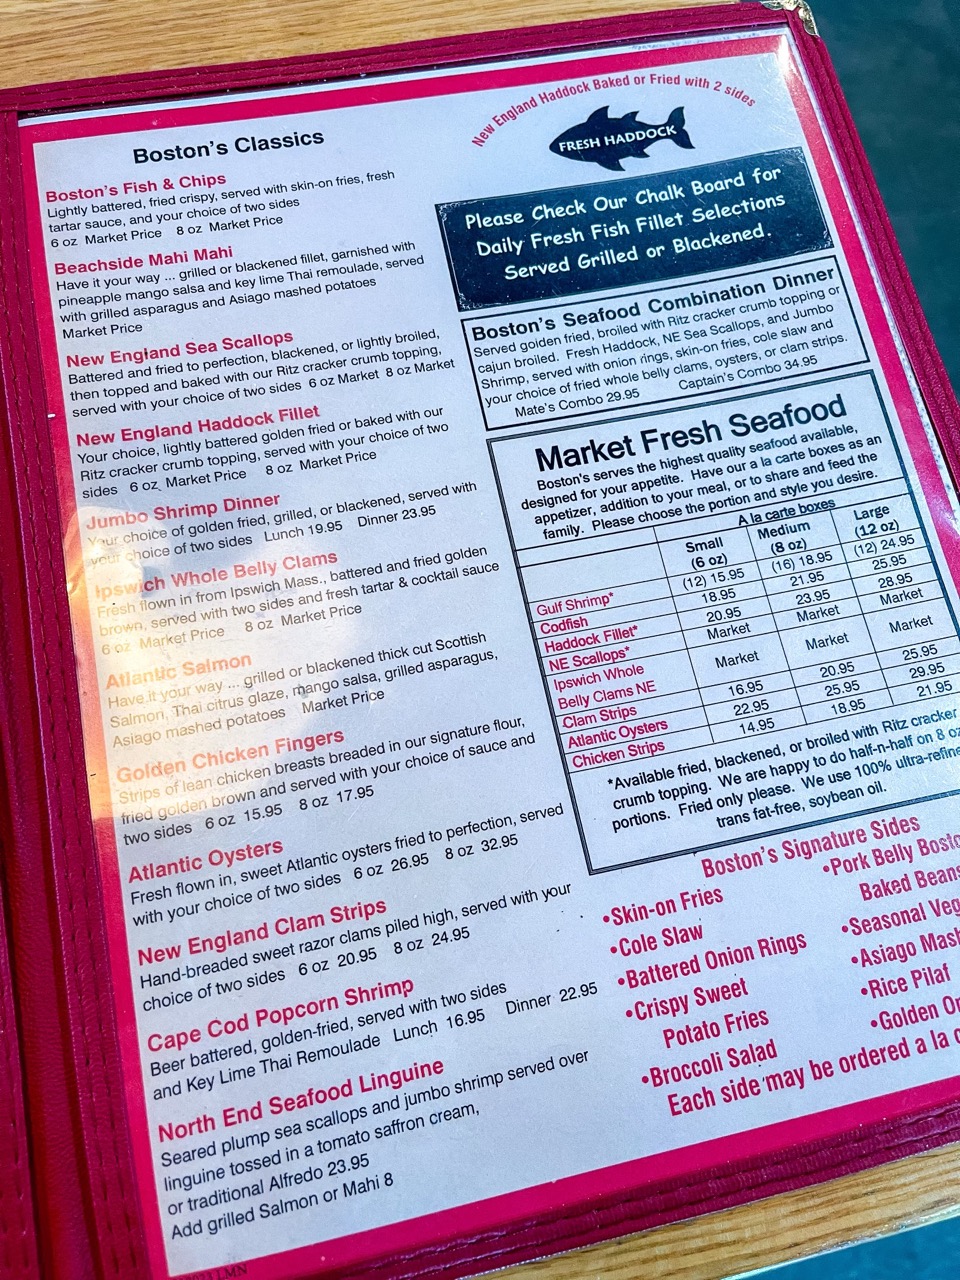 Boston's Classics
Boston's Fish & Chips
Lightly battered, fried crispy, served with skin-on fries, fresh
tartar sauce, and your choice of two sides
6 oz Market Price 8 oz Market Price
Beachside Mahi Mahi
Have it your way ... grilled or blackened fillet, garnished with
pineapple mango salsa and key lime Thai remoulade, served
with grilled asparagus and Asiago mashed potatoes
Market Price
New England Sea Scallops
Battered and fried to perfection, blackened, or lightly broiled,
then topped and baked with our Ritz cracker crumb topping,
served with your choice of two sides 6 oz Market 8 oz Market
New England Haddock Fillet
Your choice, lightly battered golden fried or baked with our
Ritz cracker crumb topping, served with your choice of two
sides 6 oz Market Price 8 oz Market Price
Jumbo Shrimp Dinner
Your choice of golden fried, grilled, or blackened, served with
your choice of two sides Lunch 19.95 Dinner 23.95
Ipswich Whole Belly Clams
Fresh flown in from Ipswich Mass., battered and fried golden
brown, served with two sides and fresh tartar & cocktail sauce
6 oz Market Price 8 oz Market Price
Atlantic Salmon
Have it your way ... grilled or blackened thick cut Scottish
Salmon, Thai citrus glaze, mango salsa, grilled asparagus,
Asiago mashed potatoes Market Price
Golden Chicken Fingers
Strips of lean chicken breasts breaded in our signature flour,
fried golden brown and served with your choice of sauce and
two sides 6 oz 15.95 8 oz 17.95
Atlantic Oysters
Fresh flown in, sweet Atlantic oysters fried to perfection, served
with your choice of two sides 6 oz 26.95 8 oz 32.95
New England Clam Strips
Hand-breaded sweet razor clams piled high, served with your
choice of two sides 6 oz 20.95 8 oz 24.95
Cape Cod Popcorn Shrimp
Beer battered, golden-fried, served with two sides
and Key Lime Thai Remoulade Lunch 16.95 Dinner 22.95
North End Seafood Linguine
Seared plump sea scallops and jumbo shrimp served over
linguine tossed in a tomato saffron cream,
or traditional Alfredo 23.95
Add grilled Salmon or Mahi 8
New England Haddock Baked or Fried with 2 sides
FRESH HADDOCK
Please Check Our Chalk Board for
Daily Fresh Fish Fillet Selections
Served Grilled or Blackened.
Boston's Seafood Combination Dinner
Served golden fried, broiled with Ritz cracker crumb topping or
cajun broiled. Fresh Haddock, NE Sea Scallops, and Jumbo
Shrimp, served with onion rings, skin-on fries, cole slaw and
your choice of fried whole belly clams, oysters, or clam strips.
Mate's Combo 29.95 Captain's Combo 34.95
Market Fresh Seafood
Boston's serves the highest quality seafood available,
designed for your appetite. Have our a la carte boxes as an
appetizer, addition to your meal, or to share and feed the
family. Please choose the portion and style you desire.
A la carte boxes
Small (6 oz) Medium (8 oz) Large (12 oz)
Gulf Shrimp* (12) 15.95 (16) 18.95 (12) 24.95
Codfish 18.95 21.95 25.95
Haddock Fillet* 20.95 23.95 28.95
NE Scallops* Market Market Market
Ipswich Whole
Belly Clams NE Market Market Market
Clam Strips 16.95 20.95 25.95
Atlantic Oysters 22.95 25.95 29.95
Chicken Strips 14.95 18.95 21.95
*Available fried, blackened, or broiled with Ritz cracker
crumb topping. We are happy to do half-n-half on 8 oz
portions. Fried only please. We use 100% ultra-refine
trans fat-free, soybean oil.
Boston's Signature Sides
•Skin-on Fries
•Cole Slaw
•Battered Onion Rings
•Crispy Sweet
Potato Fries
•Broccoli Salad
•Pork Belly Bosto
Baked Beans
•Seasonal Veg
•Asiago Mash
•Rice Pilaf
•Golden On
Each side may be ordered a la c